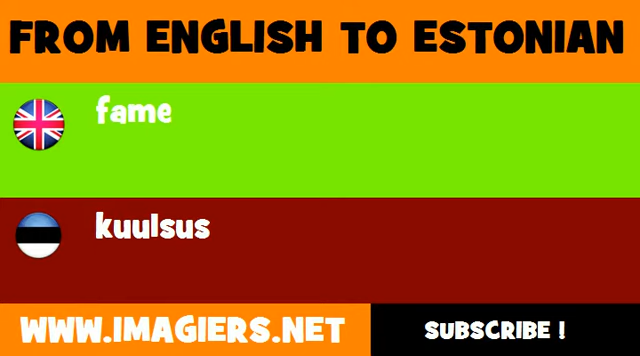 FROM ENGLISH TO ESTONIAN
fame
kuulsus
WWW.IMAGIERS.NET
SUBSCRIBE !